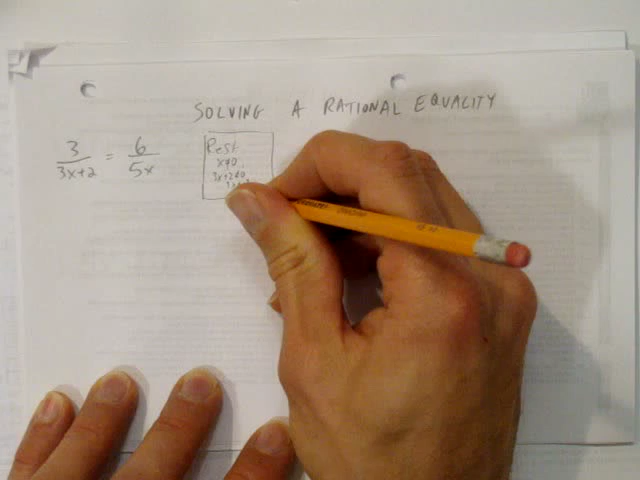 SOLVING A RATIONAL EQUALITY
3 / 3x+2 = 6 / 5x
Rest
x≠0
3x+2≠0